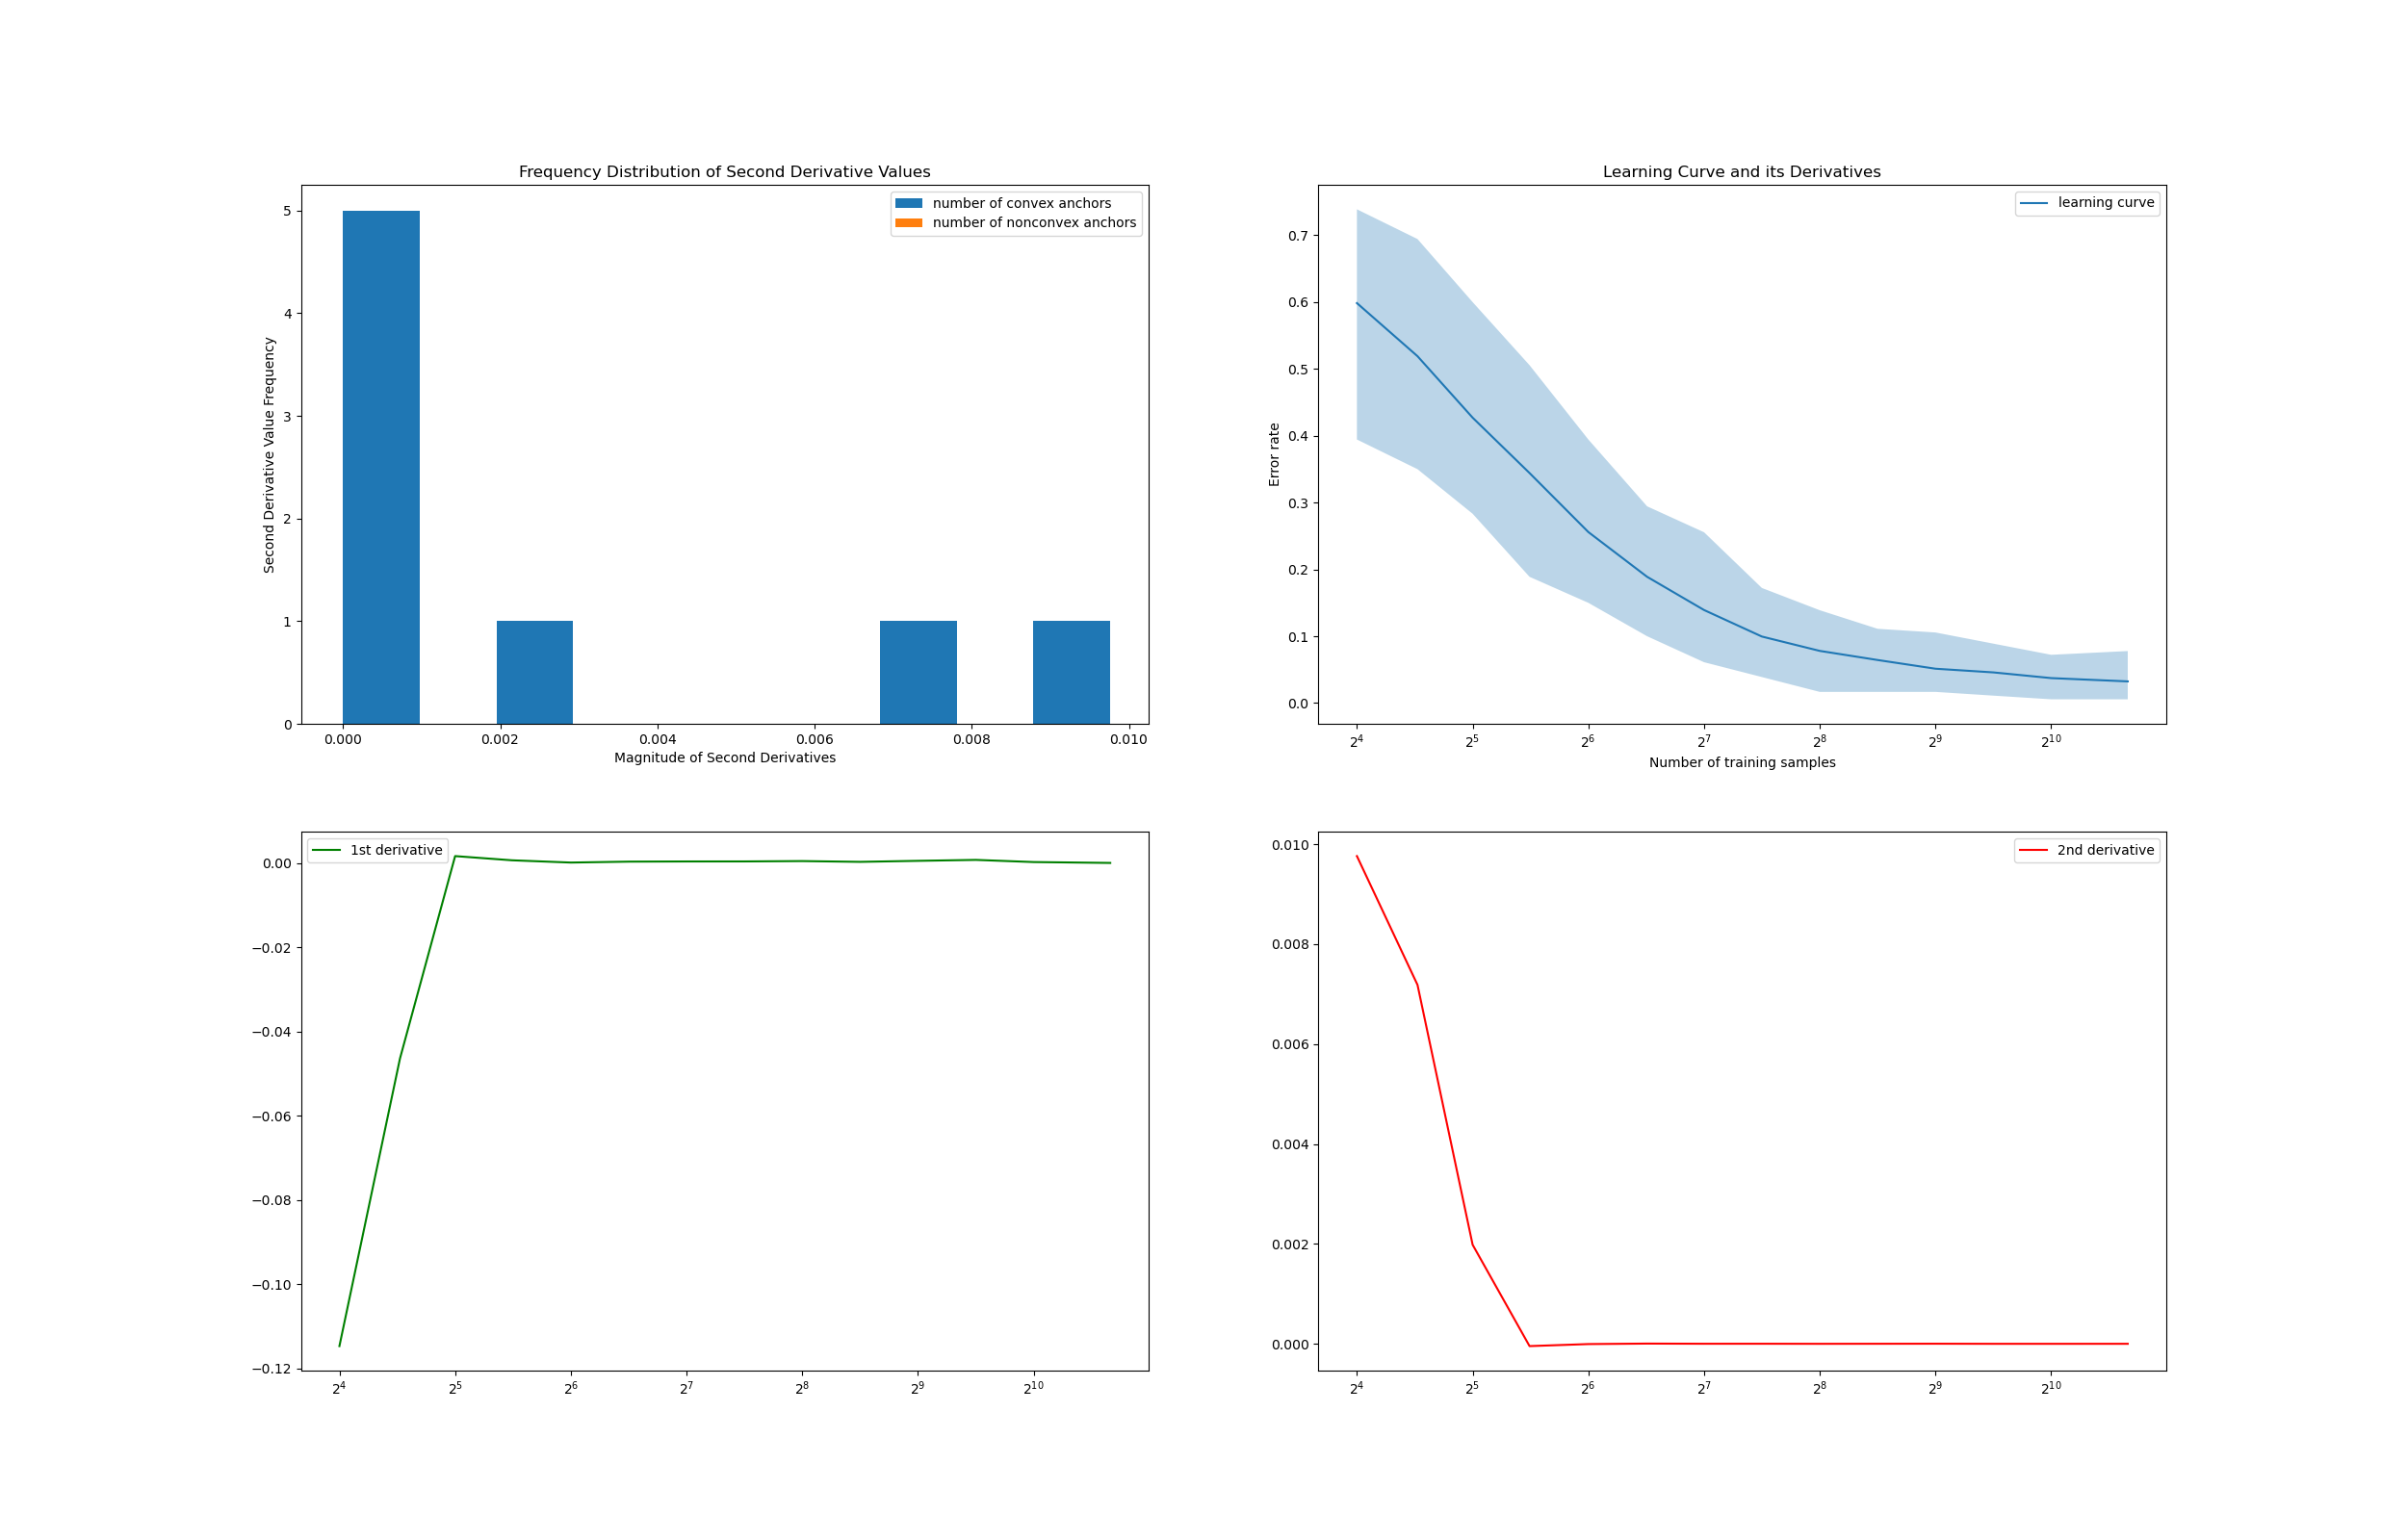 Frequency Distribution of Second Derivative Values
number of convex anchors
number of nonconvex anchors
Second Derivative Value Frequency
5
4
3
2
1
0
0.000 0.002 0.004 0.006 0.008 0.010
Magnitude of Second Derivatives
Learning Curve and its Derivatives
learning curve
Error rate
0.7
0.6
0.5
0.4
0.3
0.2
0.1
0.0
2⁴ 2⁵ 2⁶ 2⁷ 2⁸ 2⁹ 2¹⁰
Number of training samples
1st derivative
0.00
−0.02
−0.04
−0.06
−0.08
−0.10
−0.12
2⁴ 2⁵ 2⁶ 2⁷ 2⁸ 2⁹ 2¹⁰
2nd derivative
0.010
0.008
0.006
0.004
0.002
0.000
2⁴ 2⁵ 2⁶ 2⁷ 2⁸ 2⁹ 2¹⁰